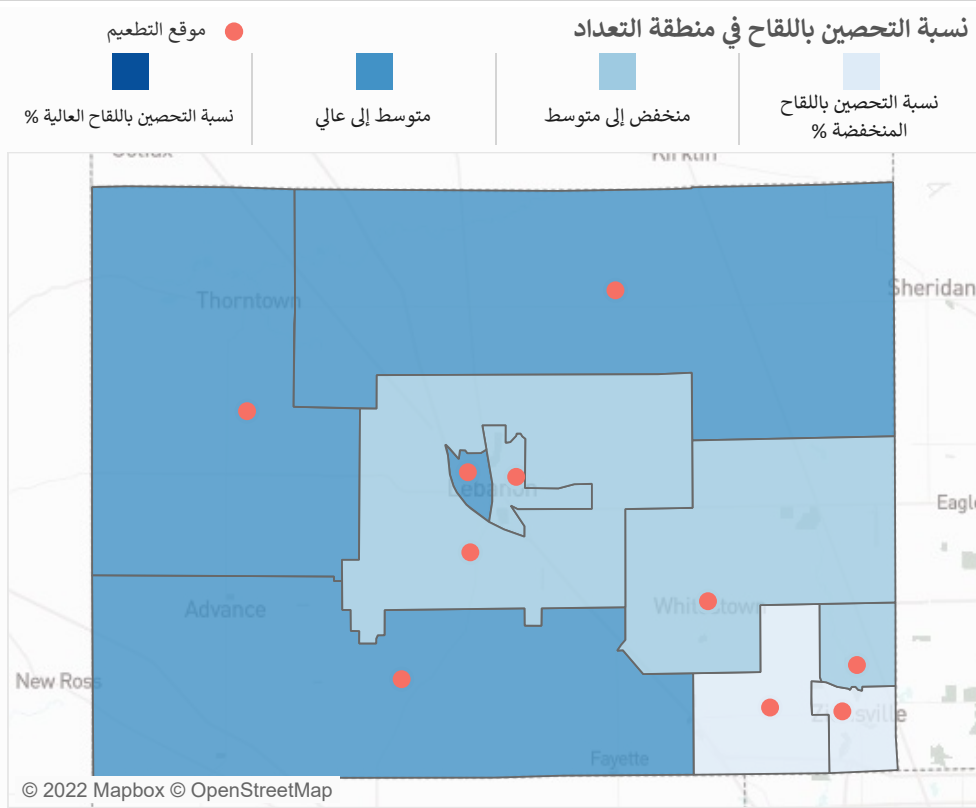 نسبة التحصين باللقاح في منطقة التعداد
موقع التطعيم
نسبة التحصين باللقاح
المنخفضة %
منخفض إلى متوسط
متوسط إلى عالي
نسبة التحصين باللقاح العالية %
Kirklin
Sheridan
Thorntown
Lebanon
Advance
Whitestown
New Ross
Zionsville
Fayette
© 2022 Mapbox © OpenStreetMap